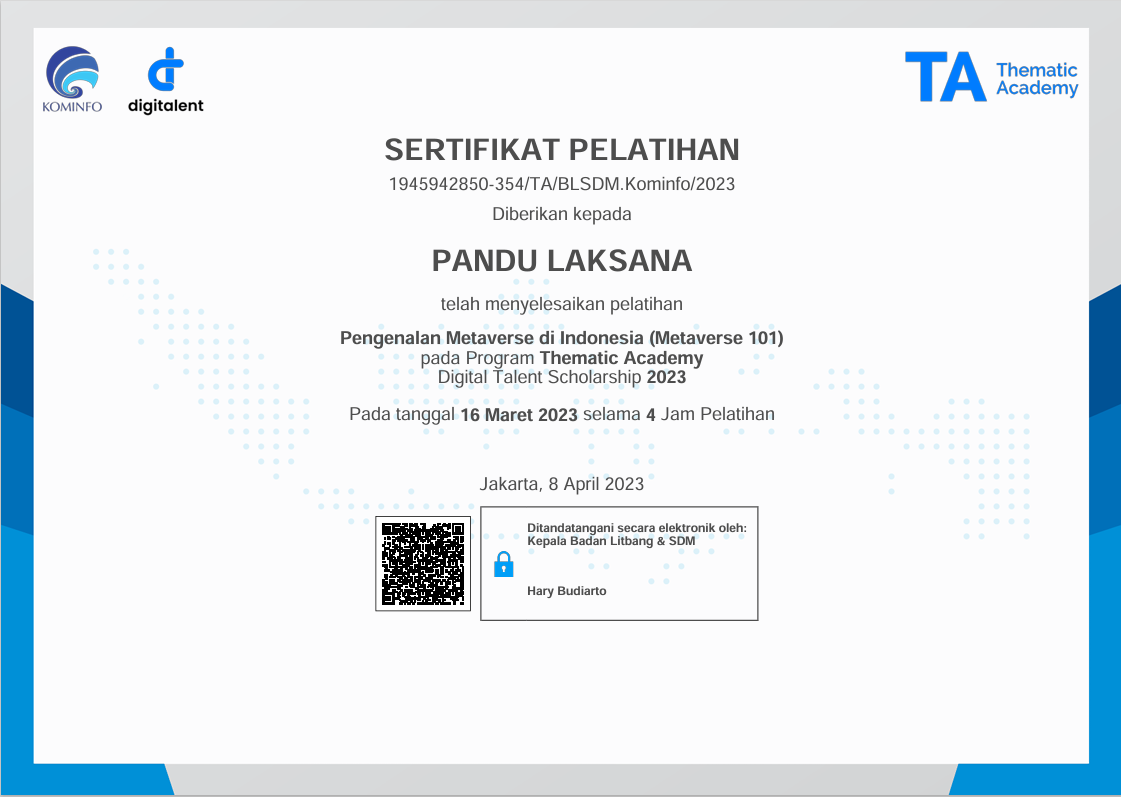 KOMINFO
digitalent
TA Thematic
Academy
SERTIFIKAT PELATIHAN
1945942850-354/TA/BLSDM.Kominfo/2023
Diberikan kepada
PANDU LAKSANA
telah menyelesaikan pelatihan
Pengenalan Metaverse di Indonesia (Metaverse 101)
pada Program Thematic Academy
Digital Talent Scholarship 2023
Pada tanggal 16 Maret 2023 selama 4 Jam Pelatihan
Jakarta, 8 April 2023
Ditandatangani secara elektronik oleh:
Kepala Badan Litbang & SDM
Hary Budiarto